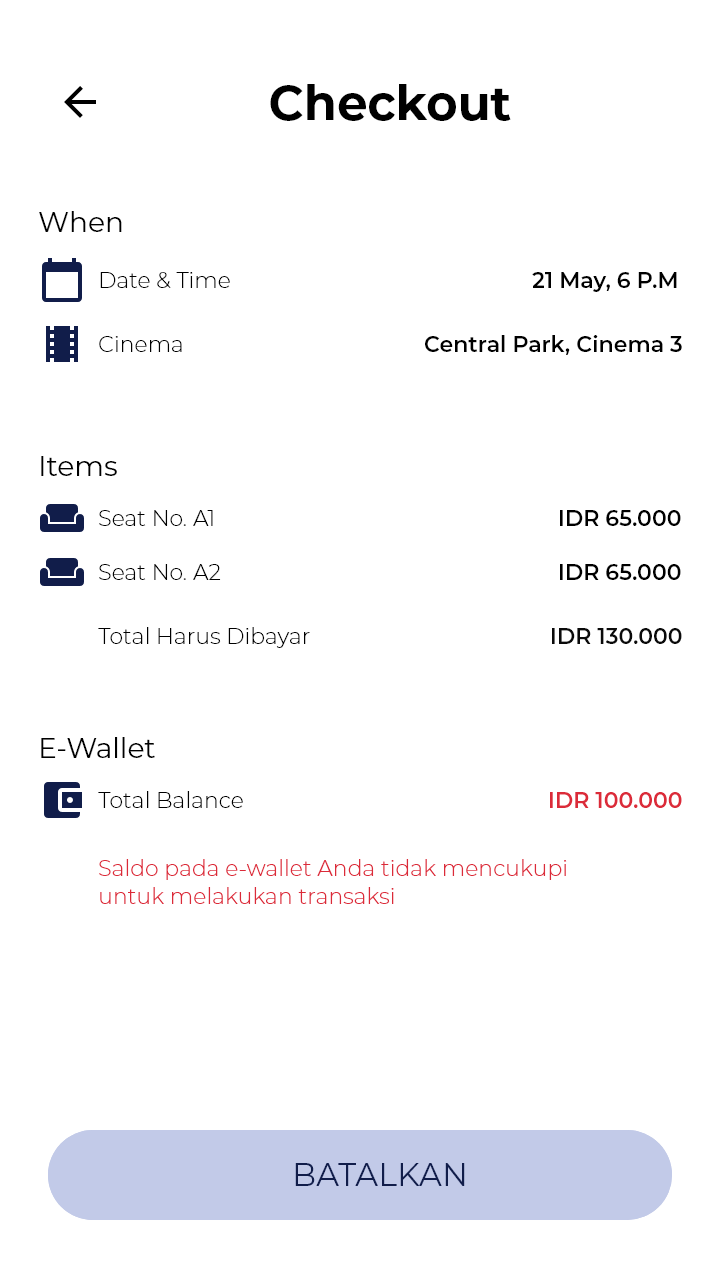 Checkout
When
Date & Time 21 May, 6 P.M
Cinema Central Park, Cinema 3
Items
Seat No. A1 IDR 65.000
Seat No. A2 IDR 65.000
Total Harus Dibayar IDR 130.000
E-Wallet
Total Balance IDR 100.000
Saldo pada e-wallet Anda tidak mencukupi
untuk melakukan transaksi
BATALKAN